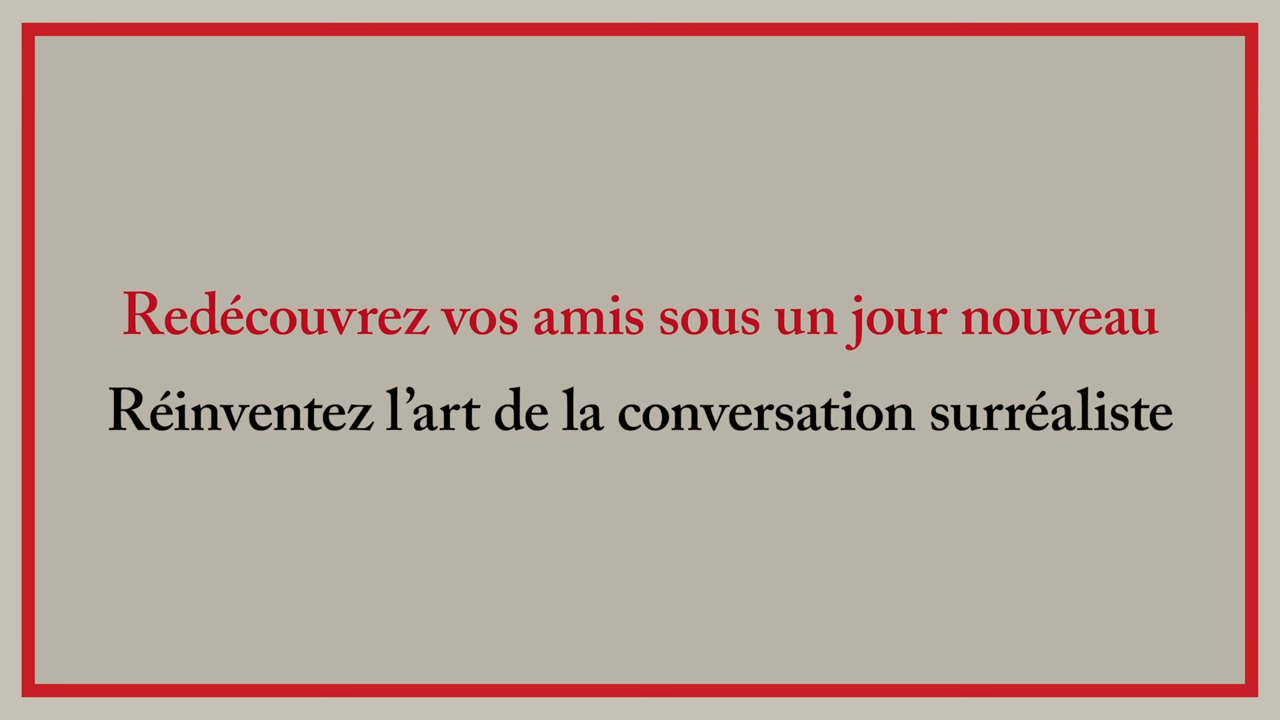 Redécouvrez vos amis sous un jour nouveau
Réinventez l’art de la conversation surréaliste